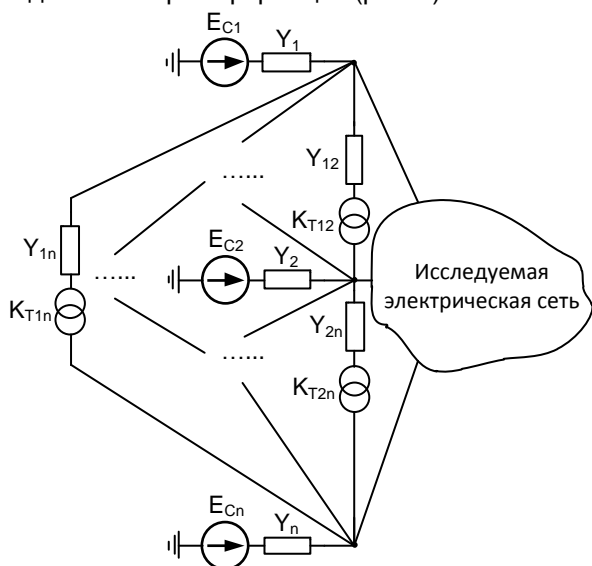 E_C1
Y_1
Y_12
K_T12
…...
Y_1n
K_T1n
…...
E_C2
Y_2
Исследуемая
электрическая сеть
Y_2n
K_T2n
…...
E_Cn
Y_n